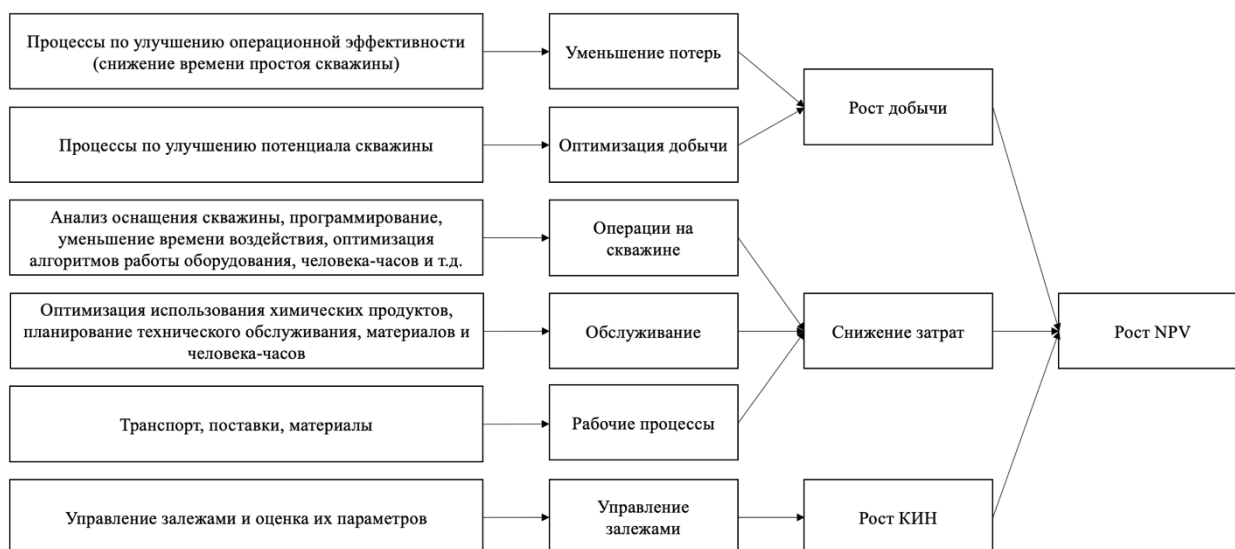 Процессы по улучшению операционной эффективности
(снижение времени простоя скважины)
Уменьшение потерь
Рост добычи
Процессы по улучшению потенциала скважины
Оптимизация добычи
Анализ оснащения скважины, программирование,
уменьшение времени воздействия, оптимизация
алгоритмов работы оборудования, человека-часов и т.д.
Операции на
скважине
Оптимизация использования химических продуктов,
планирование технического обслуживания, материалов и
человека-часов
Обслуживание
Снижение затрат
Рост NPV
Транспорт, поставки, материалы
Рабочие процессы
Управление залежами и оценка их параметров
Управление
залежами
Рост КИН